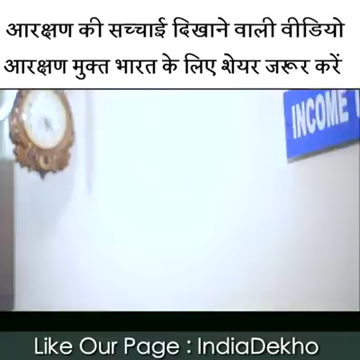 आरक्षण की सच्चाई दिखाने वाली वीडियो
आरक्षण मुक्त भारत के लिए शेयर जरूर करें
INCOME
Like Our Page : IndiaDekho